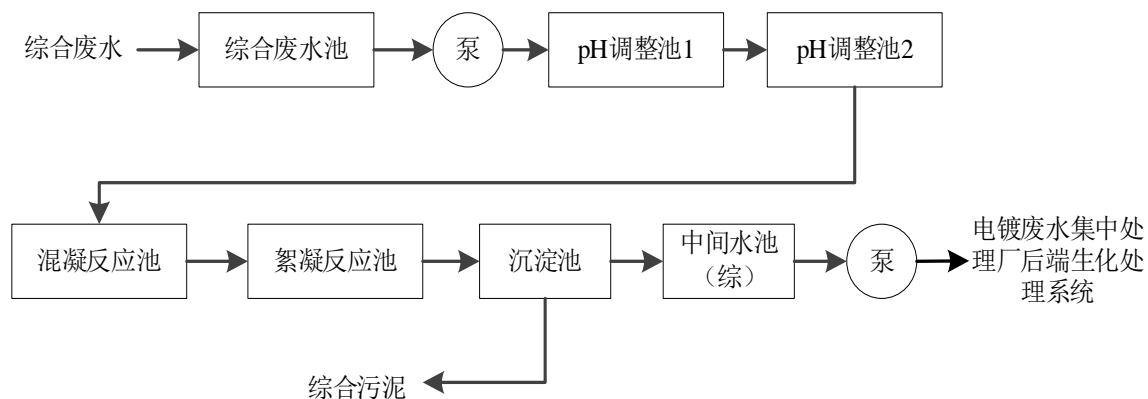 综合废水
综合废水池
泵
pH调整池1
pH调整池2
混凝反应池
絮凝反应池
沉淀池
中间水池
（综）
泵
电镀废水集中处
理厂后端生化处
理系统
综合污泥